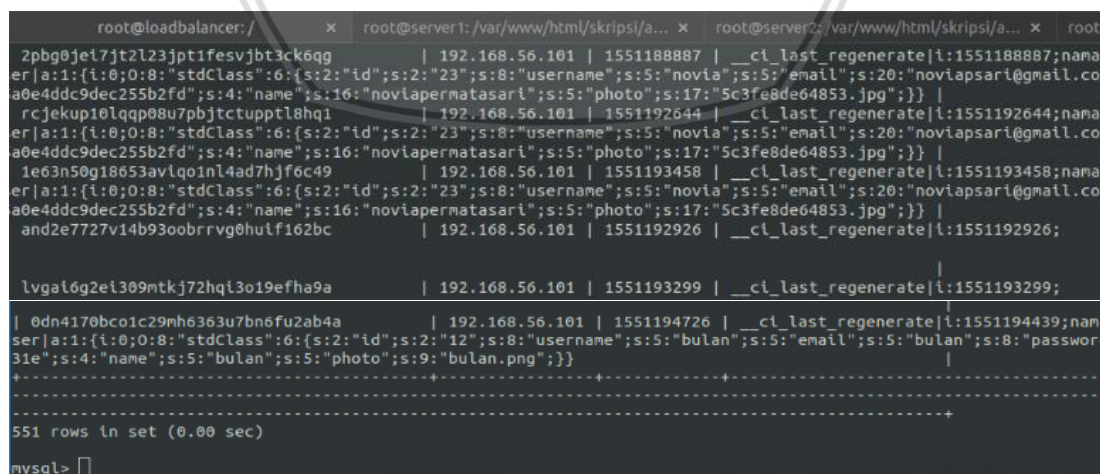 root@loadbalancer: / × root@server1: /var/www/html/skripsi/a... × root@server2: /var/www/html/skripsi/a... × root
2pbg0jei7jt2l23jpt1fesvjbt3ck6qg | 192.168.56.101 | 1551188887 | __ci_last_regenerate|i:1551188887;nama
er|a:1:{i:0;O:8:"stdClass":6:{s:2:"id";s:2:"23";s:8:"username";s:5:"novia";s:5:"email";s:20:"noviapsari@gmail.co
a0e4ddc9dec255b2fd";s:4:"name";s:16:"noviapermatasari";s:5:"photo";s:17:"5c3fe8de64853.jpg";}} |
rcjekup10lqqp08u7pbjtctupptl8hq1 | 192.168.56.101 | 1551192644 | __ci_last_regenerate|i:1551192644;nama
er|a:1:{i:0;O:8:"stdClass":6:{s:2:"id";s:2:"23";s:8:"username";s:5:"novia";s:5:"email";s:20:"noviapsari@gmail.co
a0e4ddc9dec255b2fd";s:4:"name";s:16:"noviapermatasari";s:5:"photo";s:17:"5c3fe8de64853.jpg";}} |
1e63n50g18653aviqo1nl4ad7hjf6c49 | 192.168.56.101 | 1551193458 | __ci_last_regenerate|i:1551193458;nama
er|a:1:{i:0;O:8:"stdClass":6:{s:2:"id";s:2:"23";s:8:"username";s:5:"novia";s:5:"email";s:20:"noviapsari@gmail.co
a0e4ddc9dec255b2fd";s:4:"name";s:16:"noviapermatasari";s:5:"photo";s:17:"5c3fe8de64853.jpg";}} |
and2e7727v14b93oobrrvg0huif162bc | 192.168.56.101 | 1551192926 | __ci_last_regenerate|i:1551192926;
|
lvgai6g2ei309mtkj72hqi3o19efha9a | 192.168.56.101 | 1551193299 | __ci_last_regenerate|i:1551193299;
| 0dn4170bco1c29mh6363u7bn6fu2ab4a | 192.168.56.101 | 1551194726 | __ci_last_regenerate|i:1551194439;nam
ser|a:1:{i:0;O:8:"stdClass":6:{s:2:"id";s:2:"12";s:8:"username";s:5:"bulan";s:5:"email";s:5:"bulan";s:8:"passwor
31e";s:4:"name";s:5:"bulan";s:5:"photo";s:9:"bulan.png";}} |
551 rows in set (0.00 sec)
mysql>